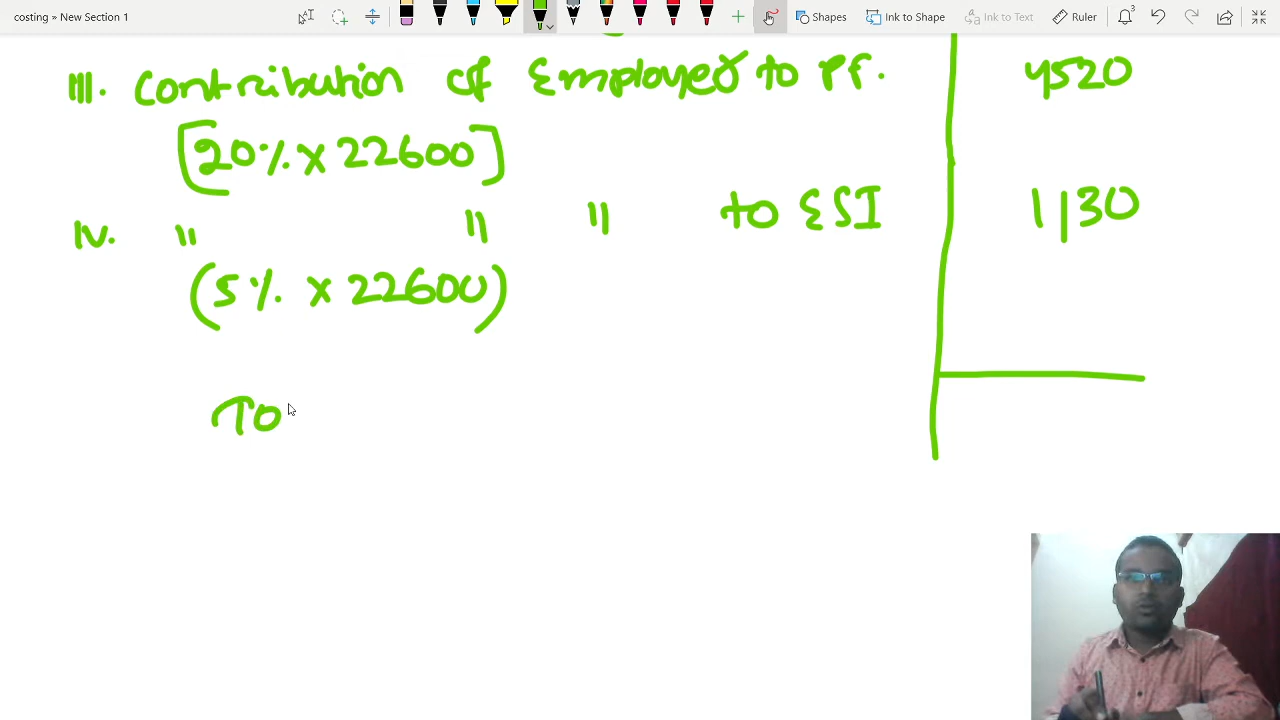 costing » New Section 1
Shapes Ink to Shape Ink to Text Ruler 3
III. Contribution of Employer to PF. 4520
[20% x 22600]
IV. " " " to ESI 1130
(5% x 22600)
To